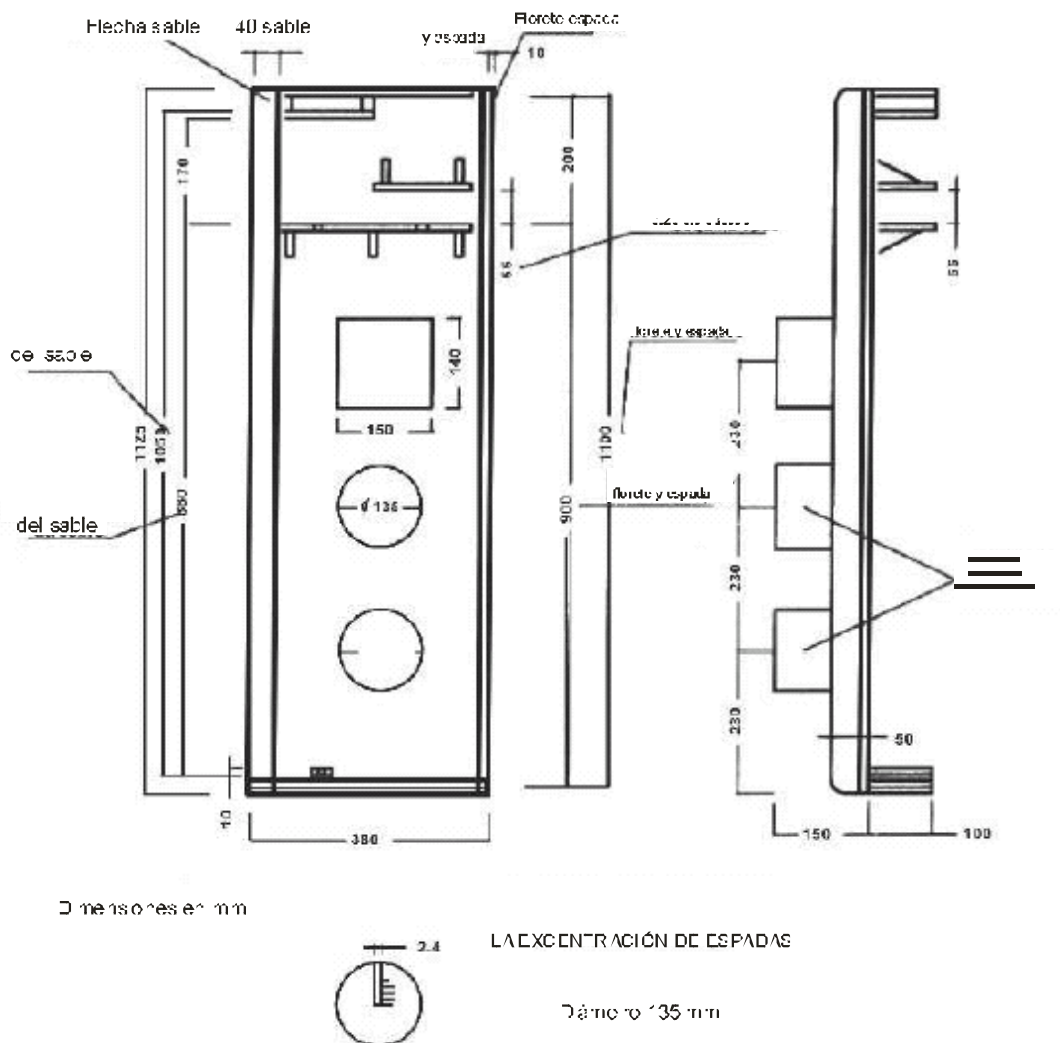 Flecha sable
40 sable
y espada
Florete espada
10
170
200
55
55
140
150
del sable
1125
880
del sable
Ø 135
900
1100
florete y espada
florete y espada
230
230
230
50
10
380
150
100
Dimensiones en mm
2.4
LA EXCENTRACIÓN DE ESPADAS
Diámetro 135 mm